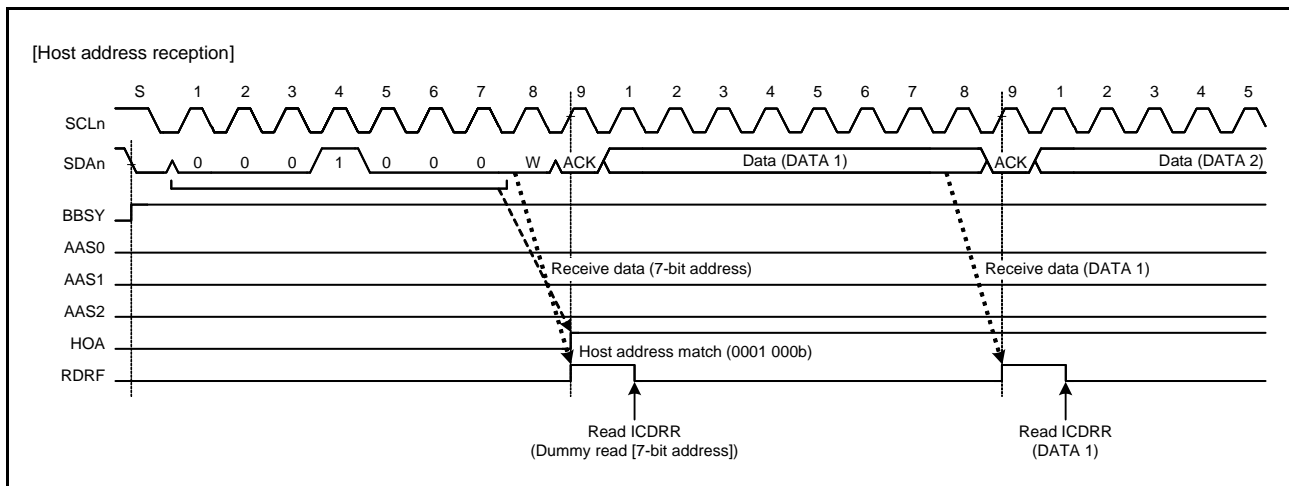 [Host address reception]
S 1 2 3 4 5 6 7 8 9 1 2 3 4 5 6 7 8 9 1 2 3 4 5
SCLn
SDAn 0 0 0 1 0 0 0 W ACK Data (DATA 1) ACK Data (DATA 2)
BBSY
AAS0
AAS1 Receive data (7-bit address) Receive data (DATA 1)
AAS2
HOA Host address match (0001 000b)
RDRF
Read ICDRR Read ICDRR
(Dummy read [7-bit address]) (DATA 1)